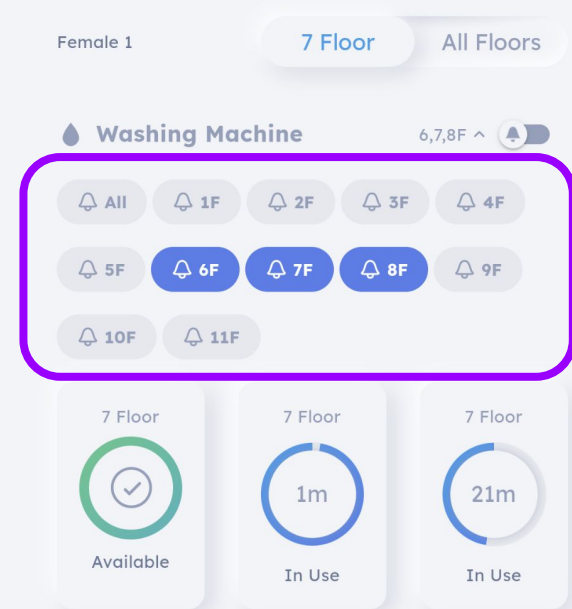 Female 1
7 Floor
All Floors
Washing Machine
6,7,8F
All
1F
2F
3F
4F
5F
6F
7F
8F
9F
10F
11F
7 Floor
7 Floor
7 Floor
1m
21m
Available
In Use
In Use